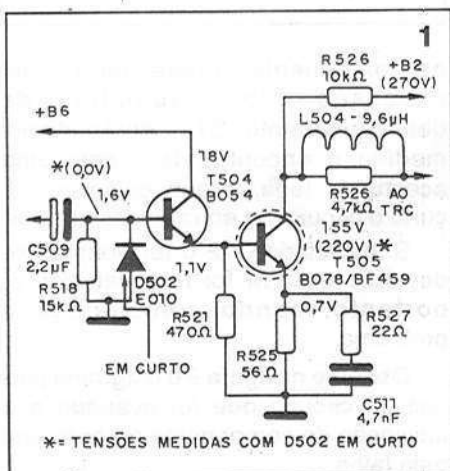 1
R526
10kΩ
+B2
(270V)
L504 - 9,6µH
+B6
18V
T504
B054
*(0,0V)
1,6V
R526
4,7kΩ
AO
TRC
155V
(220V) *
T505
B078/BF459
C509
2,2µF
R518
15kΩ
D502
E010
1,1V
0,7V
R527
22Ω
R521
470Ω
R525
56Ω
C511
4,7nF
EM CURTO
*= TENSÕES MEDIDAS COM D502 EM CURTO